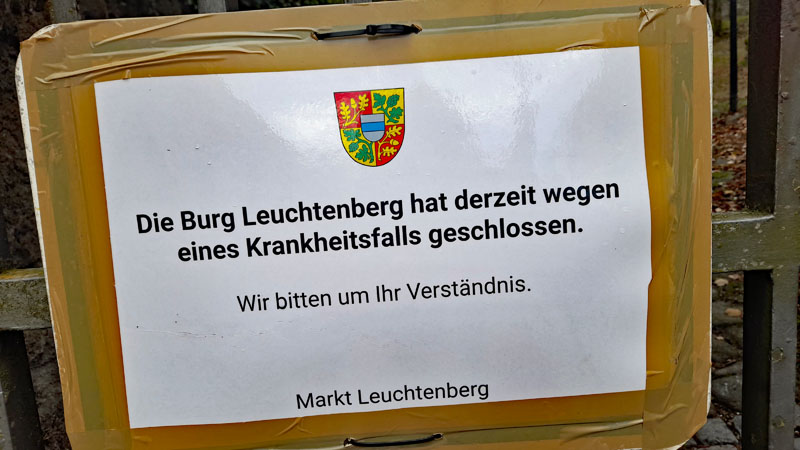 Die Burg Leuchtenberg hat derzeit wegen
eines Krankheitsfalls geschlossen.
Wir bitten um Ihr Verständnis.
Markt Leuchtenberg